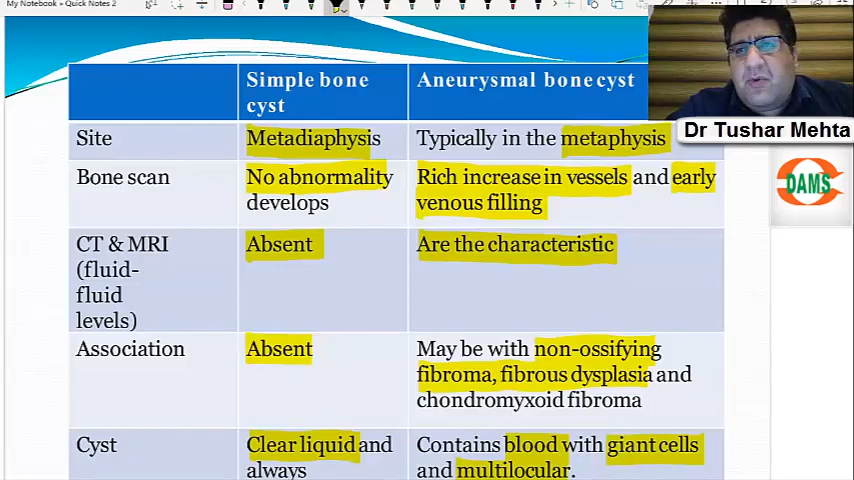 My Notebook > Quick Notes 2
Simple bone cyst
Aneurysmal bone cyst
Site
Metadiaphysis
Typically in the metaphysis
Bone scan
No abnormality
develops
Rich increase in vessels and early
venous filling
CT & MRI
(fluid-
fluid
levels)
Absent
Are the characteristic
Association
Absent
May be with non-ossifying
fibroma, fibrous dysplasia and
chondromyxoid fibroma
Cyst
Clear liquid and
always
Contains blood with giant cells
and multilocular.
Dr Tushar Mehta
DAMS